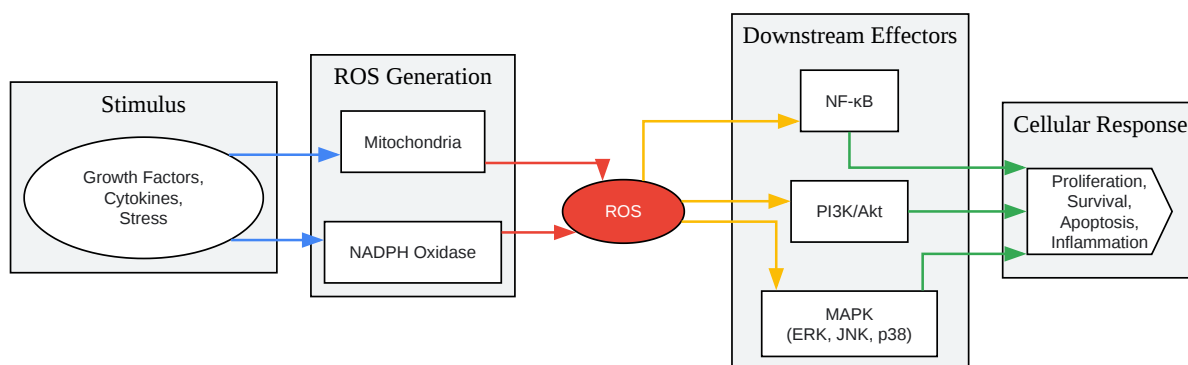 Stimulus
Growth Factors,
Cytokines,
Stress
ROS Generation
Mitochondria
NADPH Oxidase
ROS
Downstream Effectors
NF-κB
PI3K/Akt
MAPK
(ERK, JNK, p38)
Cellular Response
Proliferation,
Survival,
Apoptosis,
Inflammation